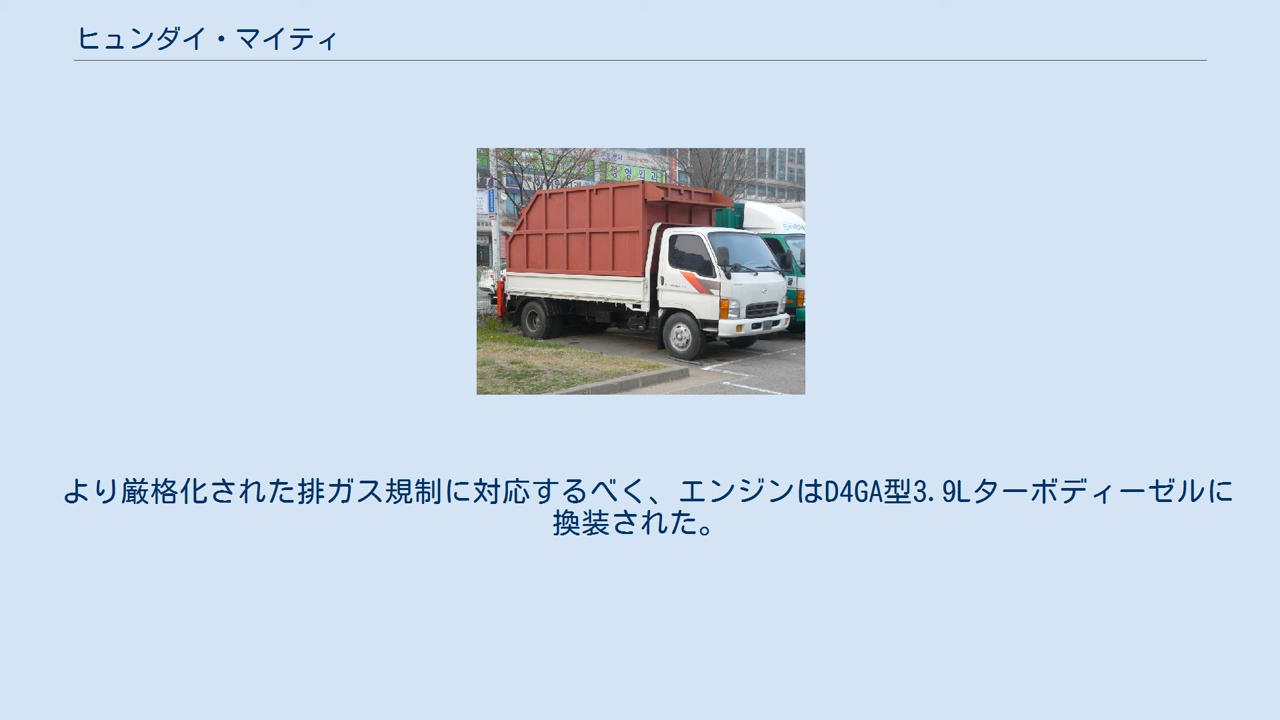 ヒュンダイ・マイティ
より厳格化された排ガス規制に対応するべく、エンジンはD4GA型3.9Lターボディーゼルに
換装された。